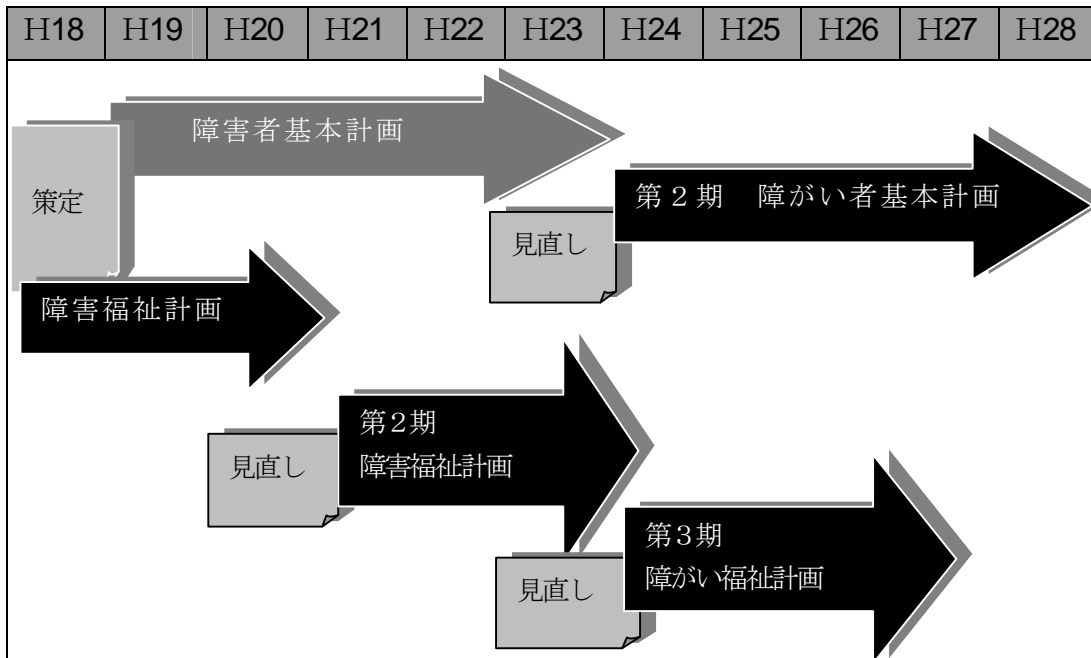 H18 H19 H20 H21 H22 H23 H24 H25 H26 H27 H28
障害者基本計画
策定
第2期 障がい者基本計画
見直し
障害福祉計画
第2期
障害福祉計画
見直し
第3期
障がい福祉計画
見直し